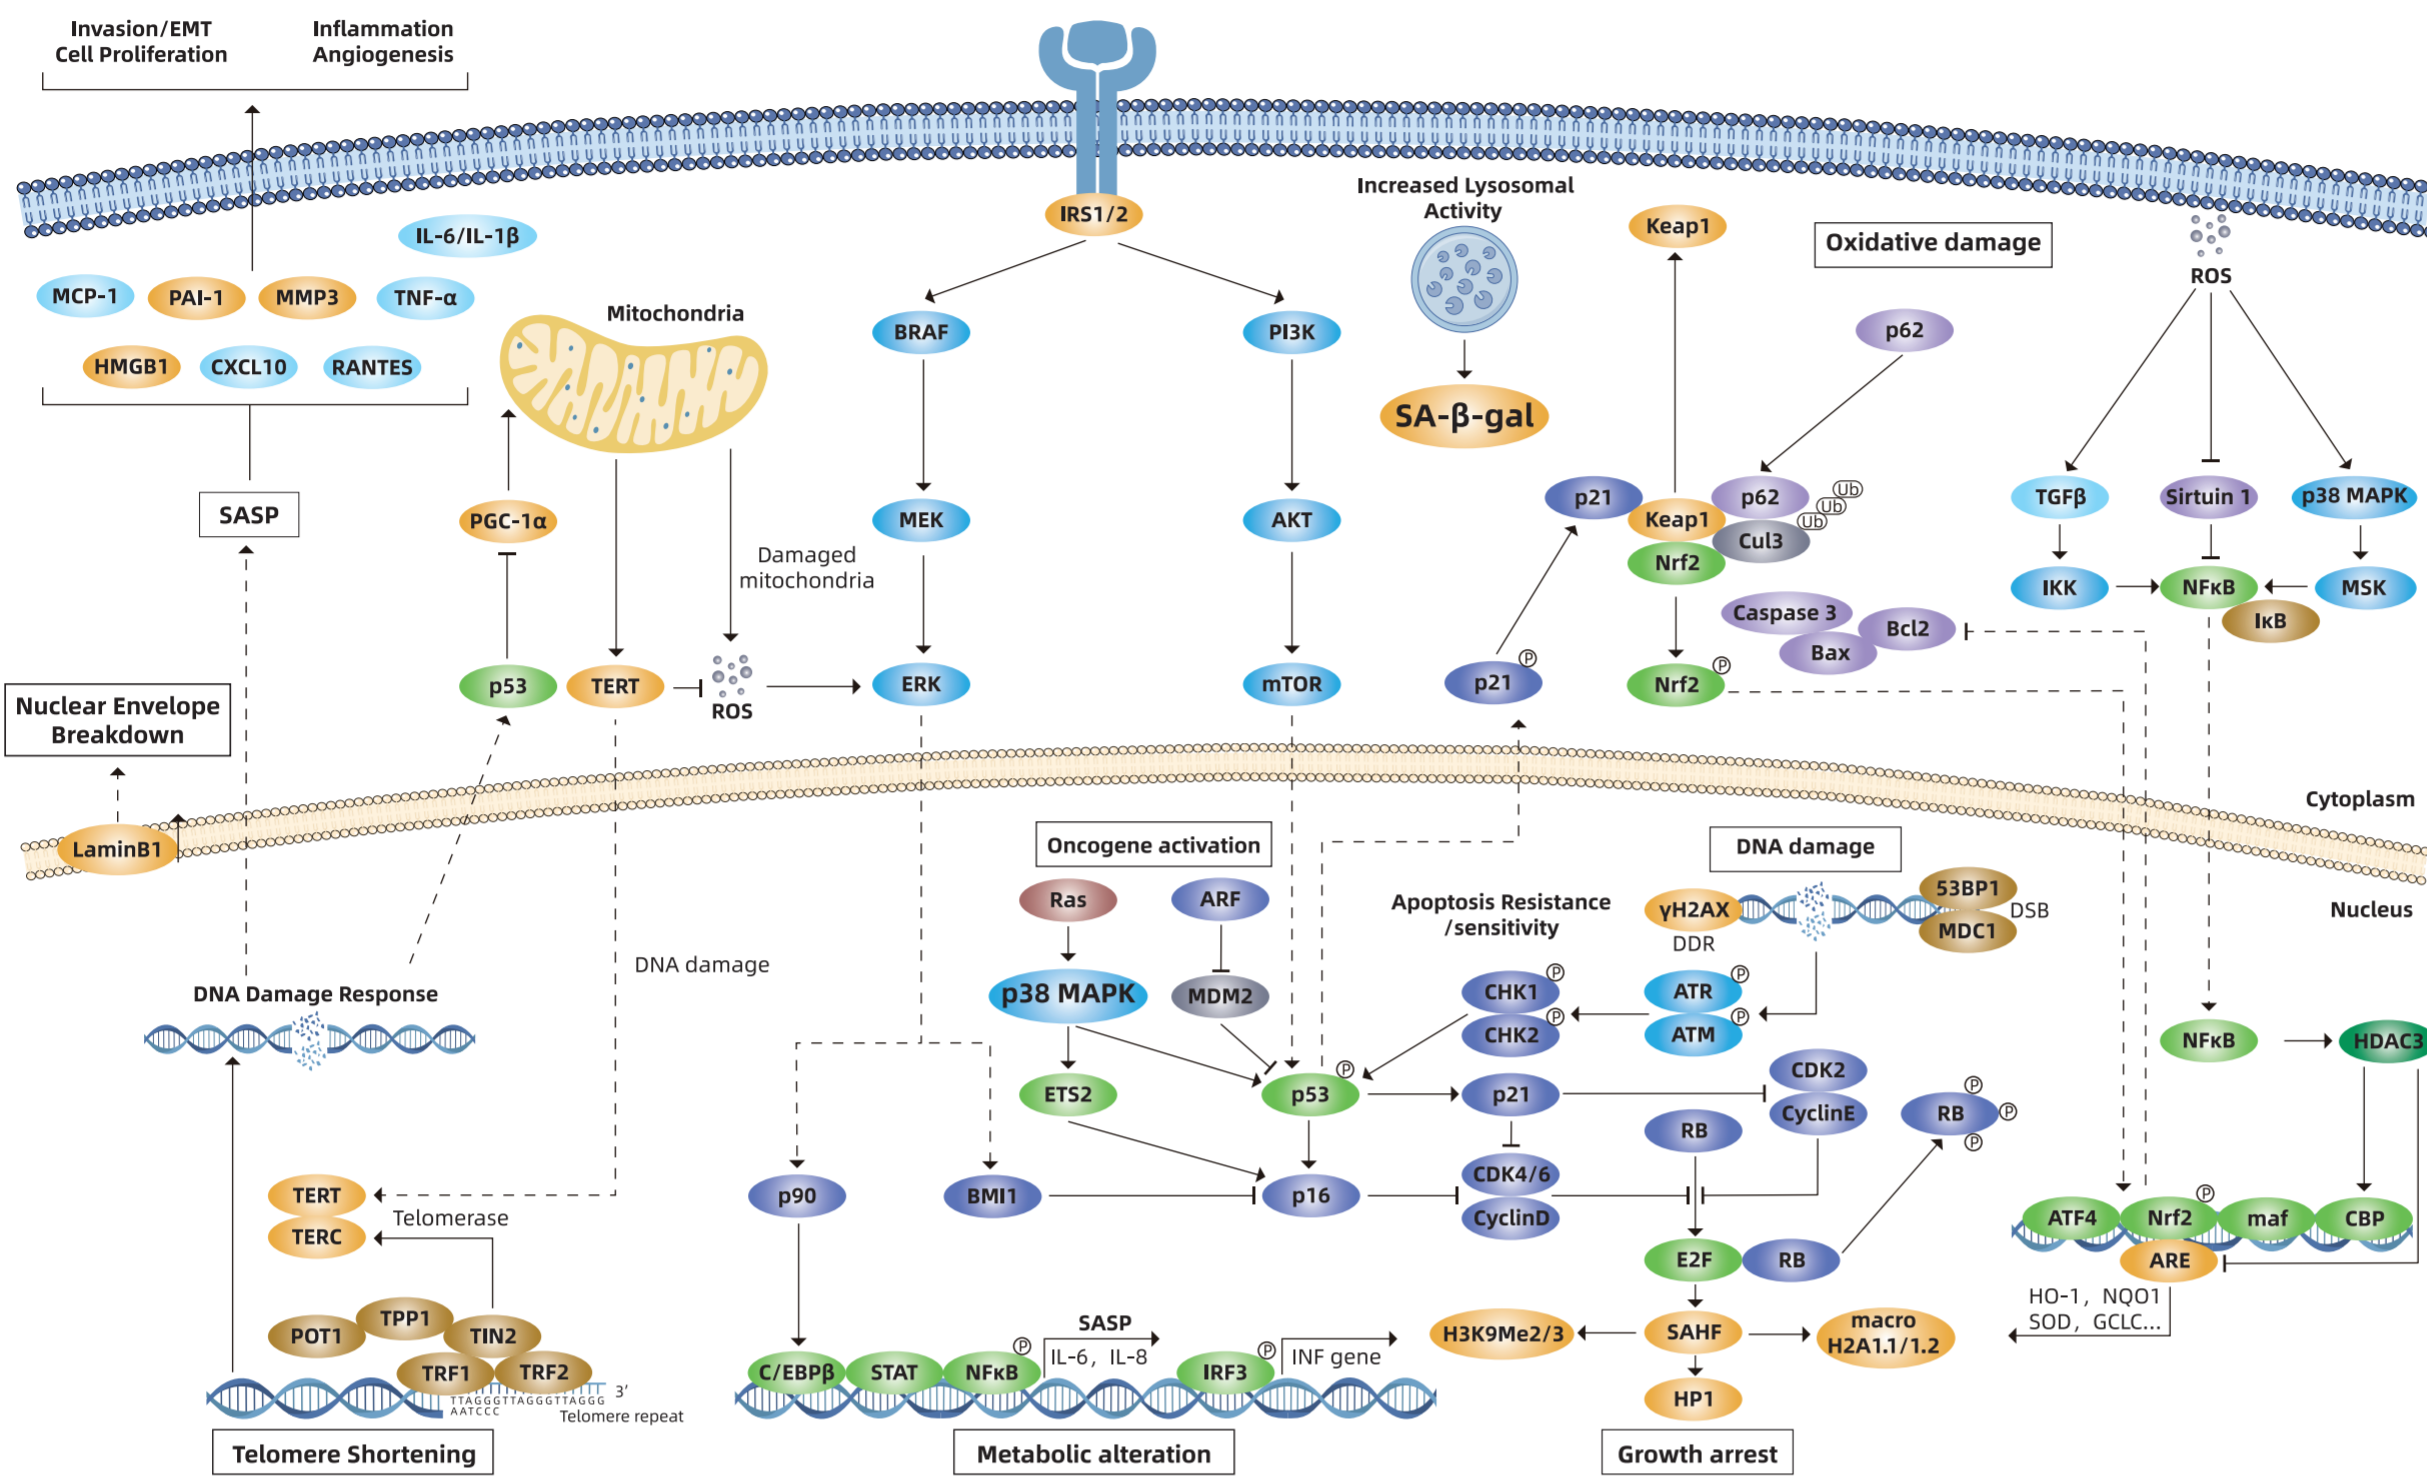 Invasion/EMT
Cell Proliferation
Inflammation
Angiogenesis
IRS1/2
Increased Lysosomal
Activity
Keap1
Oxidative damage
ROS
IL-6/IL-1β
MCP-1
PAI-1
MMP3
TNF-α
HMGB1
CXCL10
RANTES
Mitochondria
BRAF
PI3K
p62
SA-β-gal
SASP
PGC-1α
MEK
AKT
Damaged
mitochondria
p21
Keap1
p62
Ub
Ub
Ub
Cul3
Nrf2
TGFβ
Sirtuin 1
p38 MAPK
IKK
NFκB
MSK
IκB
Caspase 3
Bcl2
Bax
p53
TERT
ROS
ERK
mTOR
p21
P
Nrf2
P
Nuclear Envelope
Breakdown
LaminB1
Cytoplasm
Nucleus
Oncogene activation
DNA damage
Ras
ARF
Apoptosis Resistance
/sensitivity
γH2AX
DDR
53BP1
MDC1
DSB
DNA damage
DNA Damage Response
p38 MAPK
MDM2
CHK1
P
CHK2
P
ATR
P
ATM
P
NFκB
HDAC3
ETS2
p53
P
p21
CDK2
CyclinE
RB
RB
P
P
P
TERT
TERC
Telomerase
p90
BMI1
p16
CDK4/6
CyclinD
E2F
RB
ATF4
Nrf2
P
maf
CBP
ARE
HO-1, NQO1
SOD, GCLC...
POT1
TPP1
TIN2
TRF1
TRF2
TTAGGGTTAGGGTTAGGG
AATCCC
3′
Telomere repeat
C/EBPβ
STAT
NFκB
P
SASP
IL-6, IL-8
IRF3
P
INF gene
H3K9Me2/3
SAHF
macro
H2A1.1/1.2
HP1
Telomere Shortening
Metabolic alteration
Growth arrest